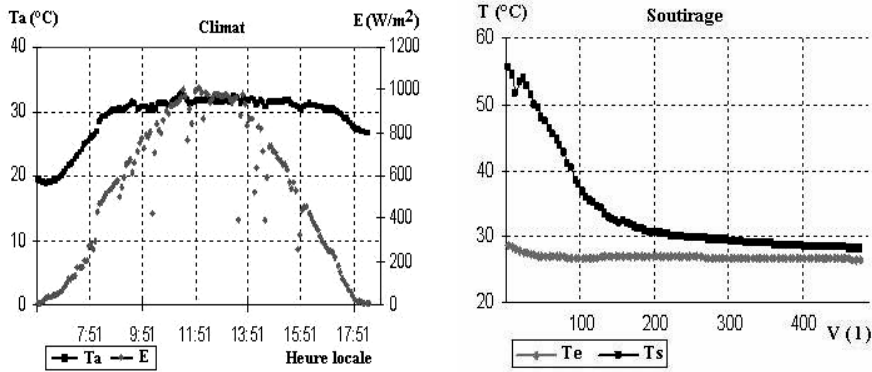 Ta (°C) Climat E (W/m²)
40
30
20
10
0
1200
1000
800
600
400
200
0
7:51 9:51 11:51 13:51 15:51 17:51
Heure locale
Ta E
T (°C) Soutirage
60
50
40
30
20
100 200 300 400
V (l)
Te Ts